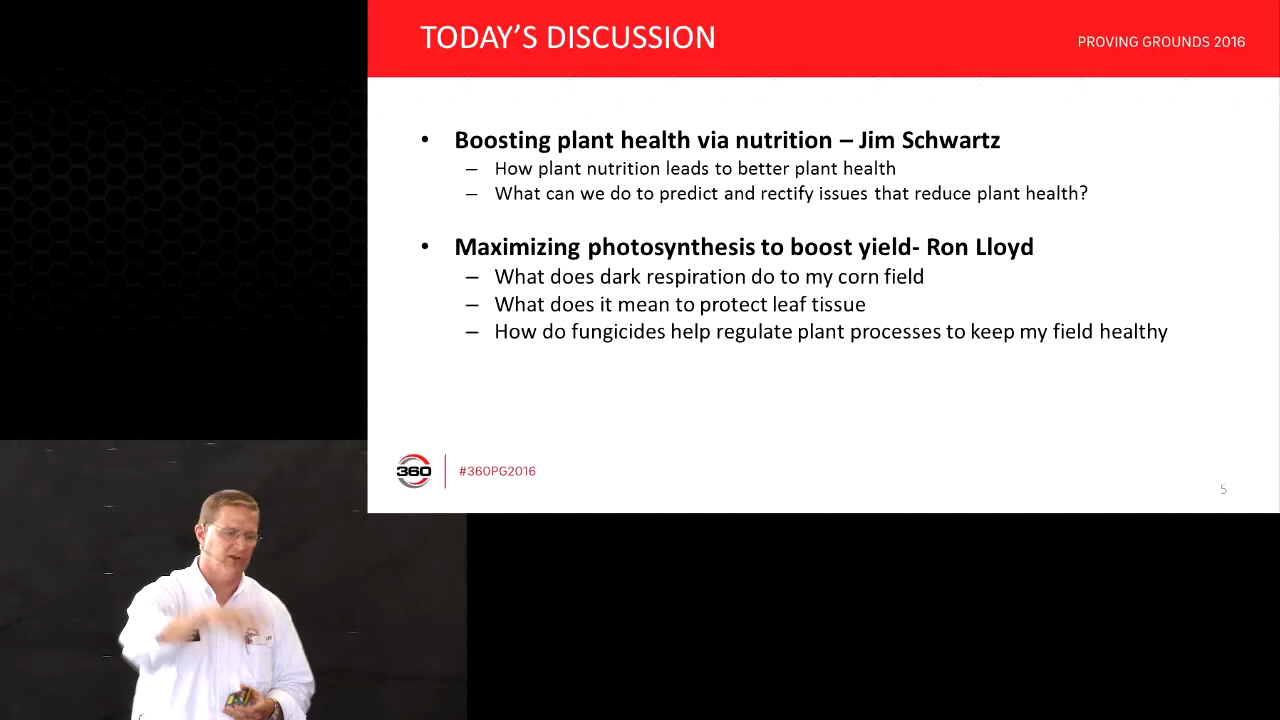 TODAY'S DISCUSSION
PROVING GROUNDS 2016
• Boosting plant health via nutrition – Jim Schwartz
– How plant nutrition leads to better plant health
– What can we do to predict and rectify issues that reduce plant health?
• Maximizing photosynthesis to boost yield- Ron Lloyd
– What does dark respiration do to my corn field
– What does it mean to protect leaf tissue
– How do fungicides help regulate plant processes to keep my field healthy
360
#360PG2016
5